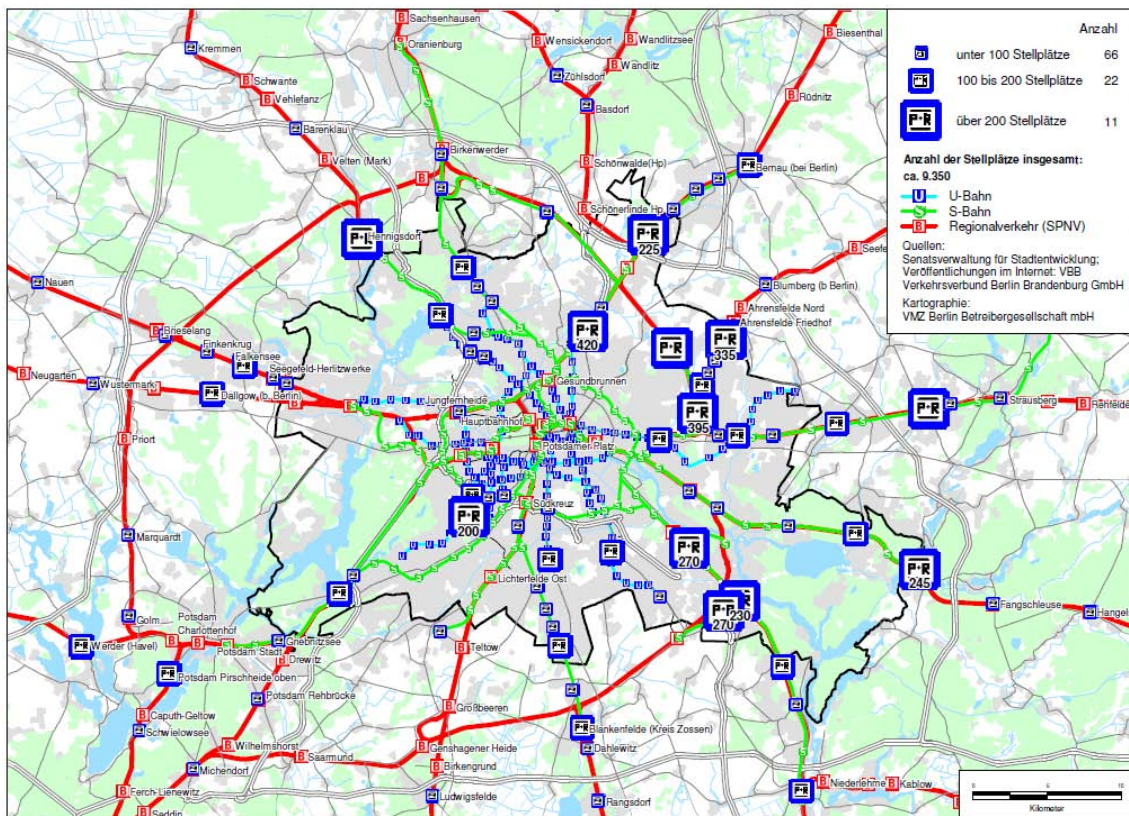 Sachsenhausen
Oranienburg
Kremmen
Wensickendorf
Wandlitzsee
Wandlitz
Biesenthal
Zühlsdorf
Basdorf
Schwante
Vehlefanz
Bärenklau
Velten (Mark)
Birkenwerder
Schönwalde(Hp)
Rüdnitz
Bernau (bei Berlin)
Schönerlinde Hp.
Hennigsdorf
P+R
225
Seefe
Nauen
Blumberg (b Berlin)
Ahrensfelde Nord
Ahrensfelde Friedhof
Brieselang
Finkenkrug
Falkensee
Seegefeld-Herlitzwerke
P+R
420
P+R
P+R
335
Neugarten
Wustermark
Dallgow (b. Berlin)
Gesundbrunnen
Jungfernheide
Hauptbahnhof
Potsdamer Platz
P+R
395
P+R
Strausberg
Rehfelde
Priort
Südkreuz
P+R
200
Marquardt
P+R
270
P+R
245
Lichterfelde Ost
Golm
Potsdam
Charlottenhof
Potsdam Stadt
Griebnitzsee
Drewitz
Werder (Havel)
Potsdam Pirschheide oben
Potsdam Rehbrücke
Teltow
P+R
270
230
Fangschleuse
Hangels
Caputh-Geltow
Schwielowsee
Großbeeren
Blankenfelde (Kreis Zossen)
Dahlewitz
Wilhelmshorst
Saarmund
Genshagener Heide
Michendorf
Birkengrund
Ferch-Lienewitz
Seddin
Ludwigsfelde
Rangsdorf
Niederlehme
Kablow
Anzahl
unter 100 Stellplätze 66
P+R 100 bis 200 Stellplätze 22
P+R über 200 Stellplätze 11
Anzahl der Stellplätze insgesamt:
ca. 9.350
U U-Bahn
S S-Bahn
B Regionalverkehr (SPNV)
Quellen:
Senatsverwaltung für Stadtentwicklung;
Veröffentlichungen im Internet: VBB
Verkehrsverbund Berlin Brandenburg GmbH
Kartographie:
VMZ Berlin Betreibergesellschaft mbH
Kilometer